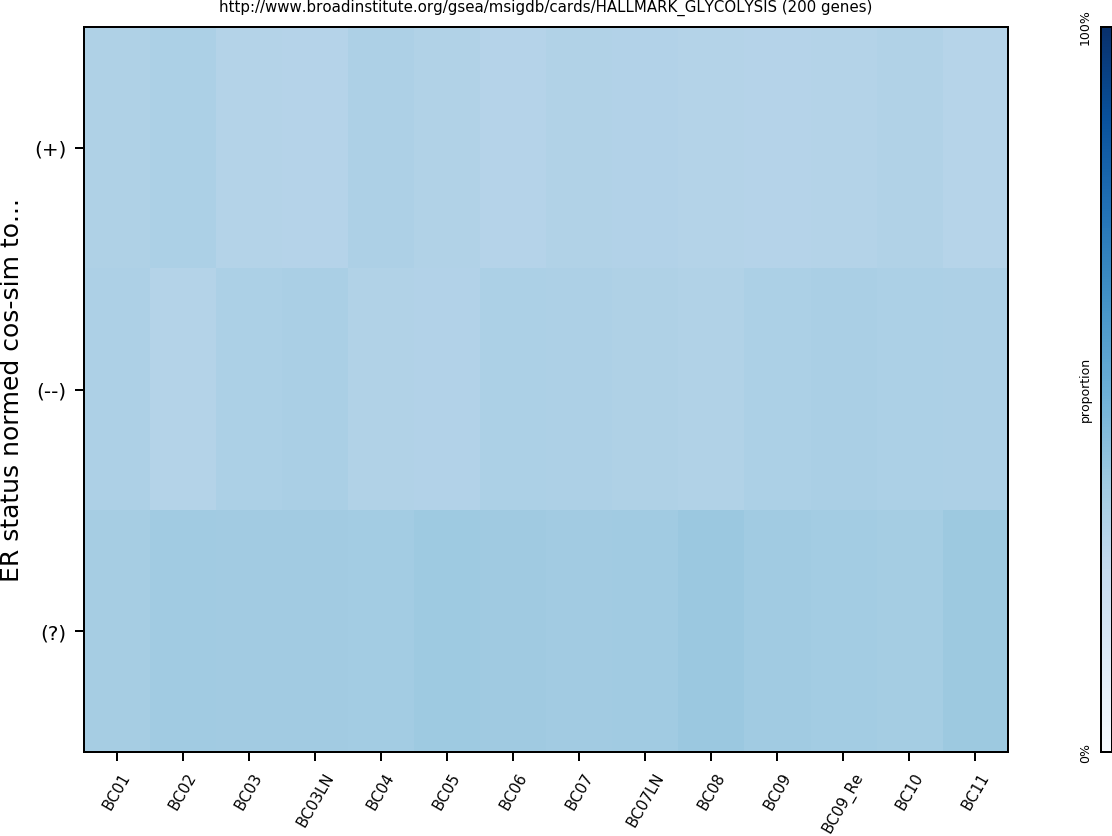 http://www.broadinstitute.org/gsea/msigdb/cards/HALLMARK_GLYCOLYSIS (200 genes)
ER status normed cos-sim to...
(+)
(--)
(?)
BC01
BC02
BC03
BC03LN
BC04
BC05
BC06
BC07
BC07LN
BC08
BC09
BC09_Re
BC10
BC11
100%
proportion
0%